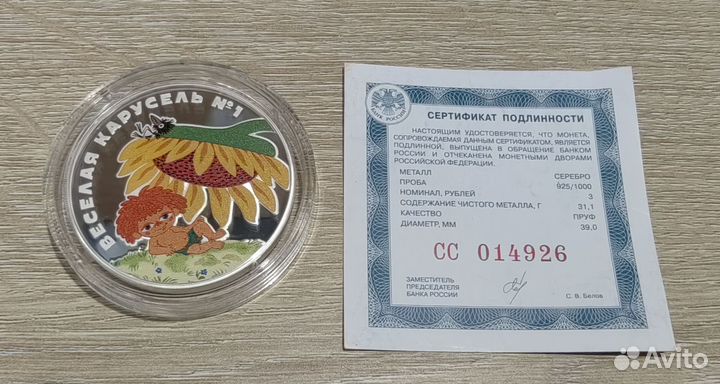 ВЕСЕЛАЯ КАРУСЕЛЬ №1
БАНК РОССИИ
СЕРТИФИКАТ ПОДЛИННОСТИ
НАСТОЯЩИМ УДОСТОВЕРЯЕТСЯ, ЧТО МОНЕТА,
СОПРОВОЖДАЕМАЯ ДАННЫМ СЕРТИФИКАТОМ, ЯВЛЯЕТСЯ
ПОДЛИННОЙ, ВЫПУЩЕНА В ОБРАЩЕНИЕ БАНКОМ
РОССИИ И ОТЧЕКАНЕНА МОНЕТНЫМИ ДВОРАМИ
РОССИЙСКОЙ ФЕДЕРАЦИИ.
МЕТАЛЛ СЕРЕБРО
ПРОБА 925/1000
НОМИНАЛ, РУБЛЕЙ 3
СОДЕРЖАНИЕ ЧИСТОГО МЕТАЛЛА, Г 31,1
КАЧЕСТВО ПРУФ
ДИАМЕТР, ММ 39,0
СС 014926
ЗАМЕСТИТЕЛЬ
ПРЕДСЕДАТЕЛЯ
БАНКА РОССИИ
С. В. Белов
Avito